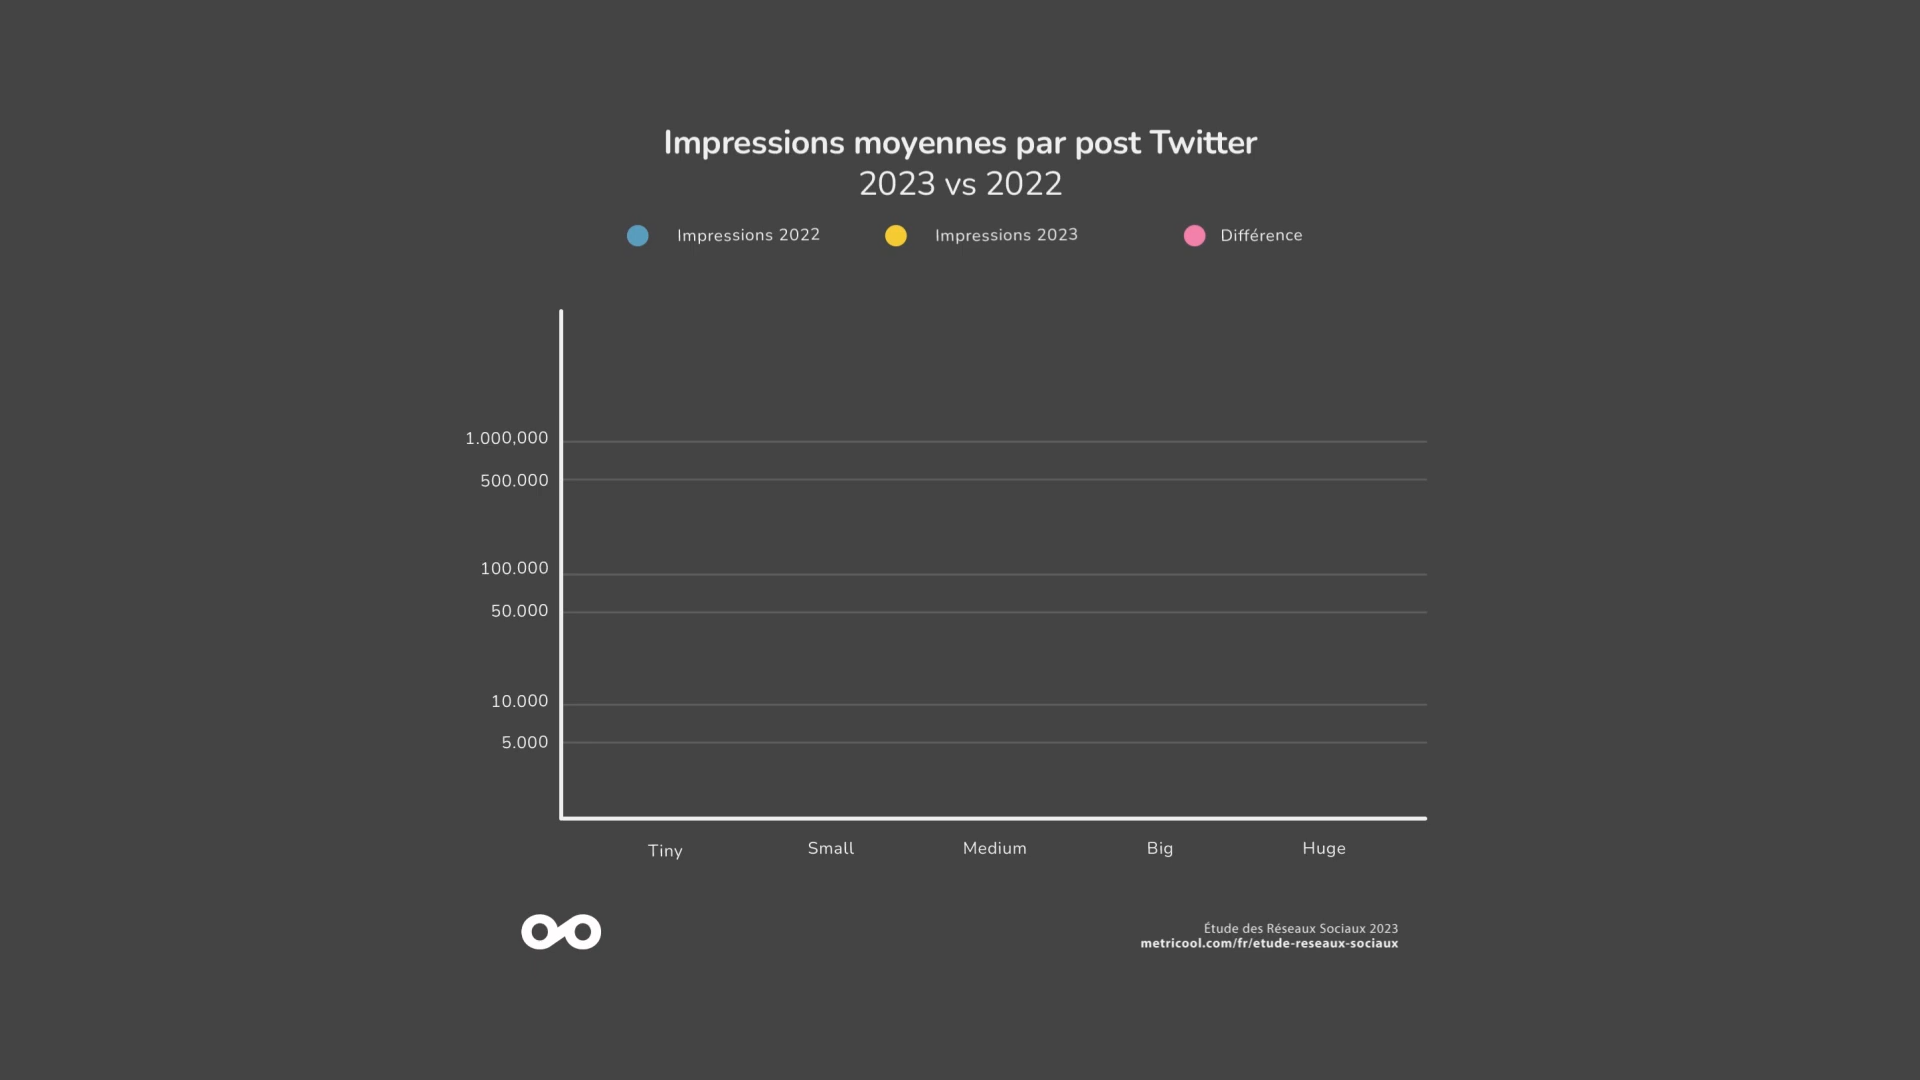 Impressions moyennes par post Twitter
2023 vs 2022
Impressions 2022 Impressions 2023 Différence
1.000,000
500.000
100.000
50.000
10.000
5.000
Tiny Small Medium Big Huge
Étude des Réseaux Sociaux 2023
metricool.com/fr/etude-reseaux-sociaux